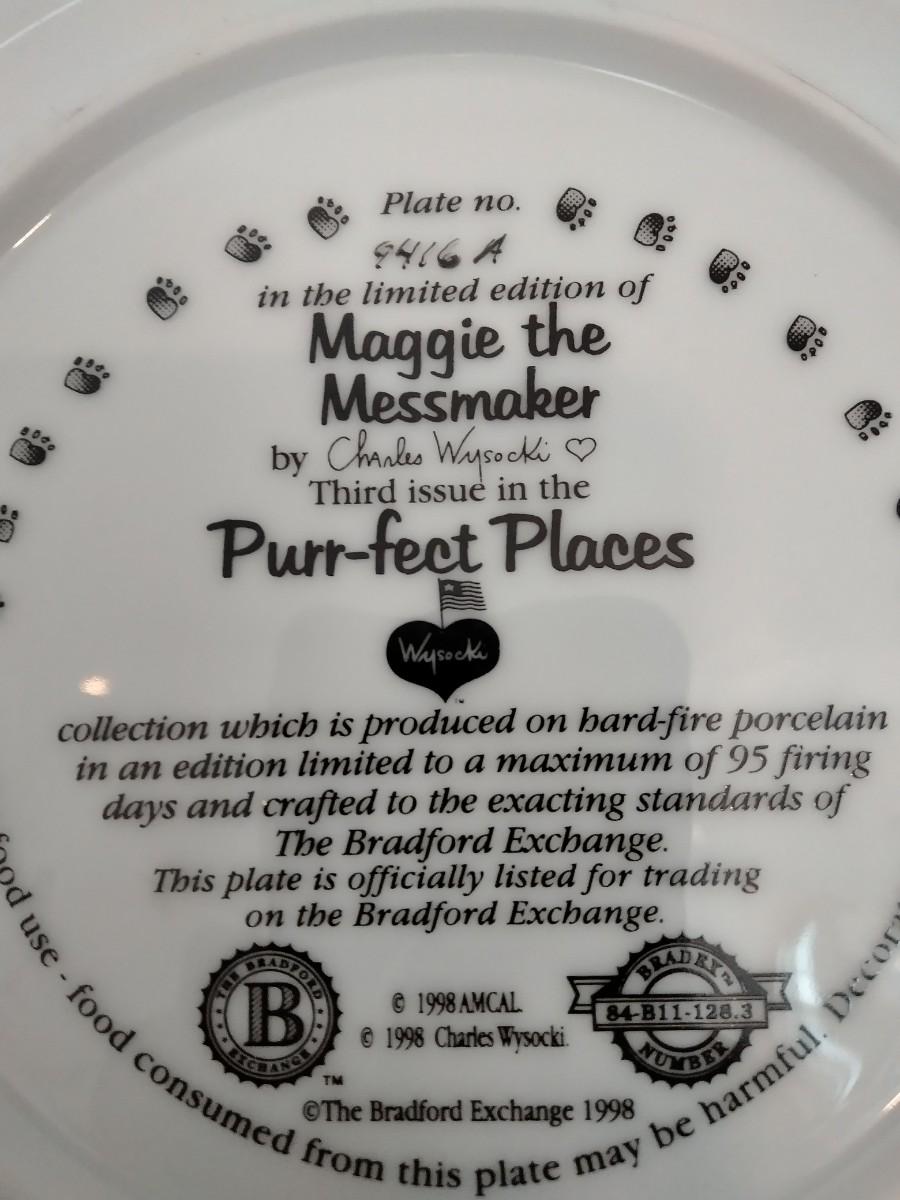 Plate no.
9416 A
in the limited edition of
Maggie the
Messmaker
by Charles Wysocki
Third issue in the
Purr-fect Places
Wysocki
collection which is produced on hard-fire porcelain
in an edition limited to a maximum of 95 firing
days and crafted to the exacting standards of
The Bradford Exchange.
This plate is officially listed for trading
on the Bradford Exchange.
THE BRADFORD
B
EXCHANGE
TM
© 1998 AMCAL
© 1998 Charles Wysocki.
BRADEX™
84-B11-128.3
NUMBER
©The Bradford Exchange 1998
food use - food consumed from this plate may be harmful. Decor